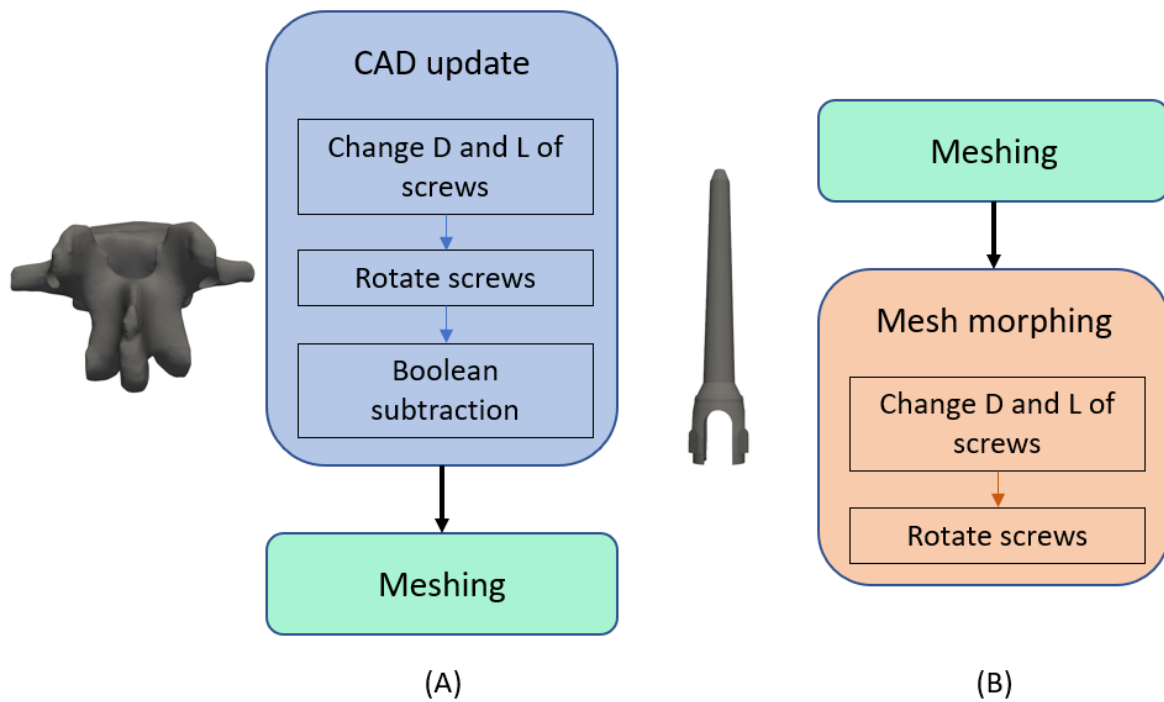 CAD update
Change D and L of
screws
Rotate screws
Boolean
subtraction
Meshing
(A)
Meshing
Mesh morphing
Change D and L of
screws
Rotate screws
(B)